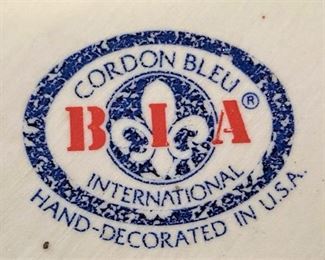 CORDON BLEU ®
BIA
INTERNATIONAL
HAND-DECORATED IN U.S.A.